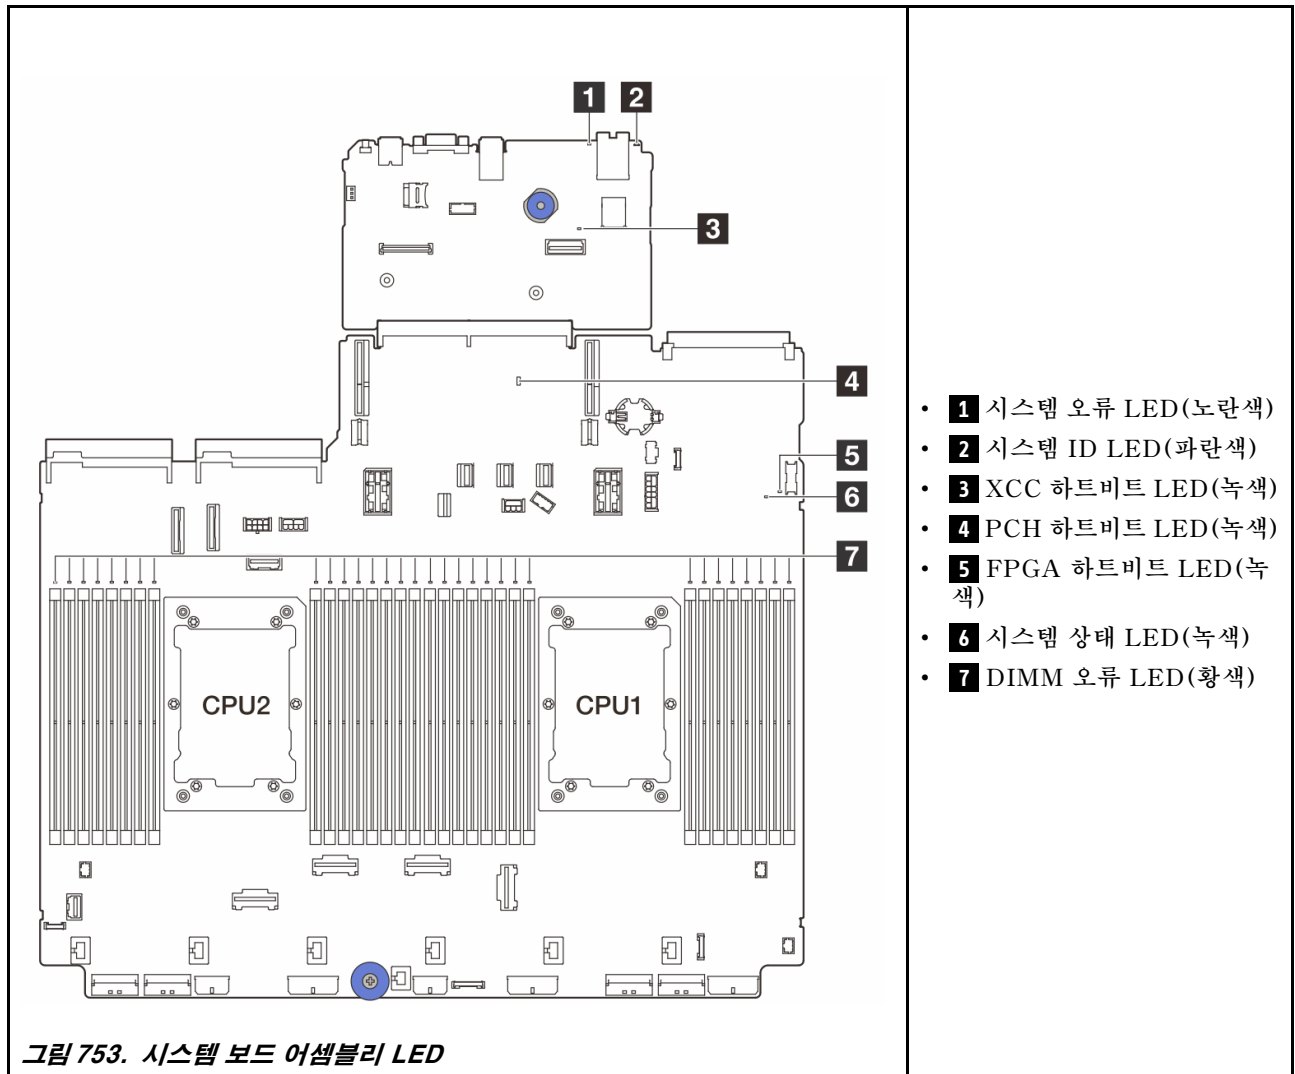 1 2
3
4
5
6
7
CPU2 CPU1
그림 753. 시스템 보드 어셈블리 LED
• 1 시스템 오류 LED(노란색)
• 2 시스템 ID LED(파란색)
• 3 XCC 하트비트 LED(녹색)
• 4 PCH 하트비트 LED(녹색)
• 5 FPGA 하트비트 LED(녹
색)
• 6 시스템 상태 LED(녹색)
• 7 DIMM 오류 LED(황색)